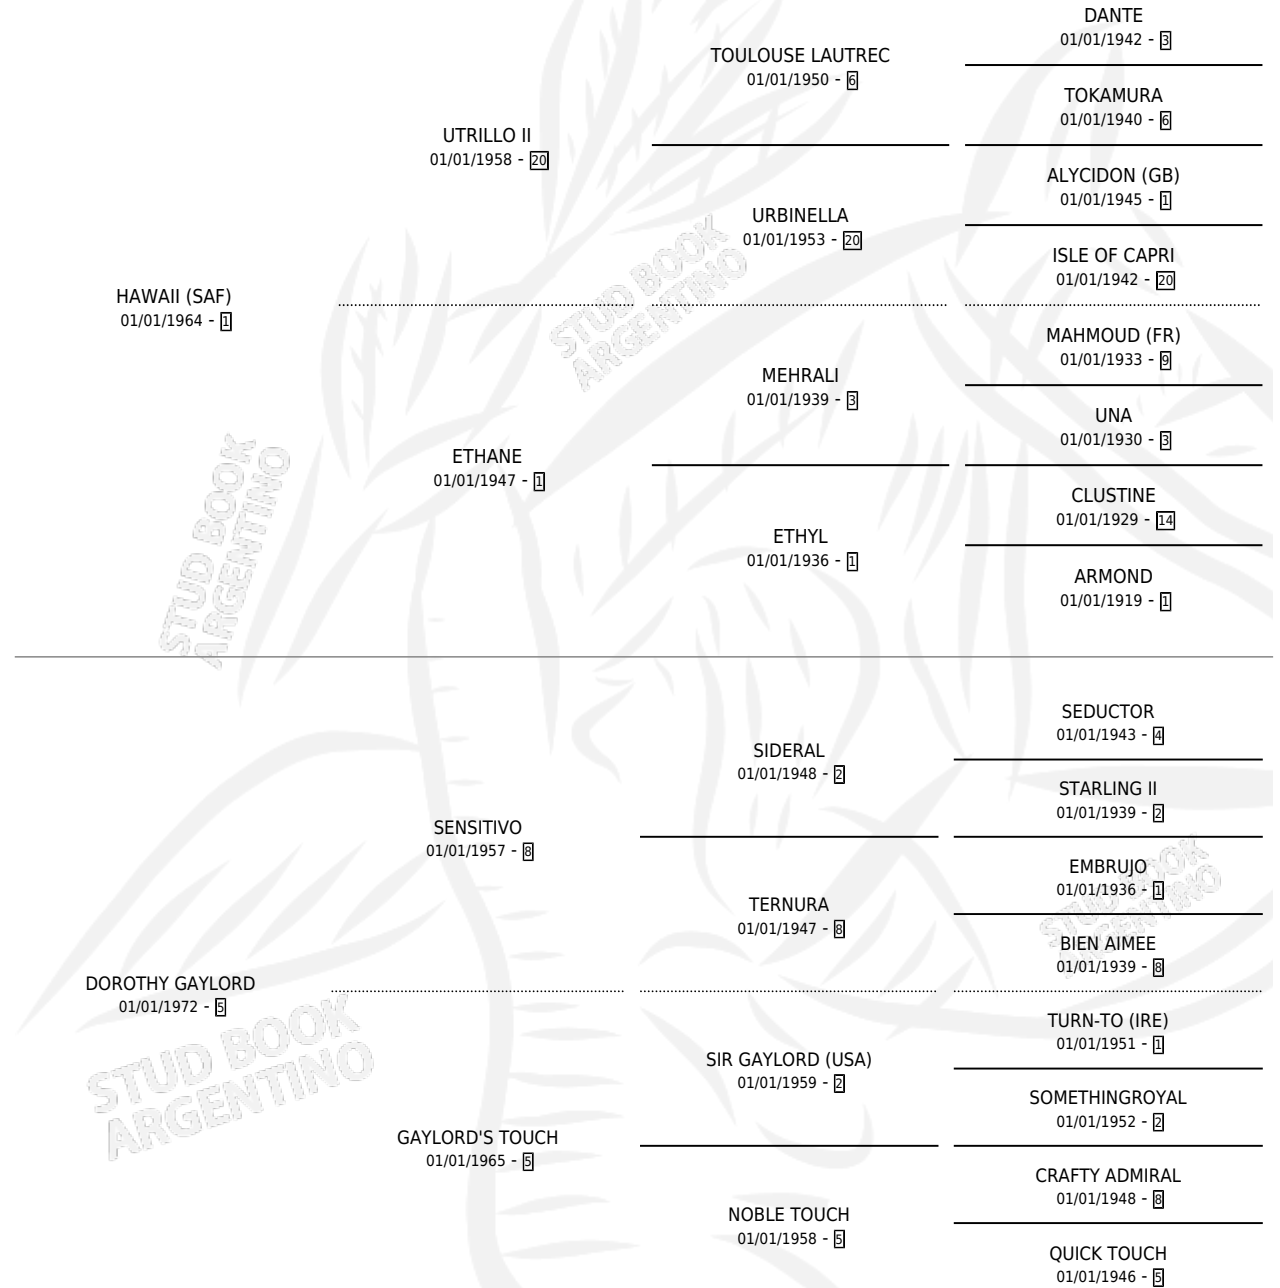 DANTE
01/01/1942 - 3
TOULOUSE LAUTREC
01/01/1950 - 6
TOKAMURA
01/01/1940 - 6
UTRILLO II
01/01/1958 - 20
ALYCIDON (GB)
01/01/1945 - 1
URBINELLA
01/01/1953 - 20
ISLE OF CAPRI
01/01/1942 - 20
HAWAII (SAF)
01/01/1964 - 1
STUD BOOK
ARGENTINO
MAHMOUD (FR)
01/01/1933 - 9
MEHRALI
01/01/1939 - 3
UNA
01/01/1930 - 3
ETHANE
01/01/1947 - 1
STUD BOOK
ARGENTINO
CLUSTINE
01/01/1929 - 14
ETHYL
01/01/1936 - 1
ARMOND
01/01/1919 - 1
SEDUCTOR
01/01/1943 - 4
SIDERAL
01/01/1948 - 2
STARLING II
01/01/1939 - 2
SENSITIVO
01/01/1957 - 8
EMBRUJO
01/01/1936 - 1
STUD BOOK
ARGENTINO
TERNURA
01/01/1947 - 8
BIEN AIMEE
01/01/1939 - 8
DOROTHY GAYLORD
01/01/1972 - 5
STUD BOOK
ARGENTINO
TURN-TO (IRE)
01/01/1951 - 1
SIR GAYLORD (USA)
01/01/1959 - 2
SOMETHINGROYAL
01/01/1952 - 2
GAYLORD'S TOUCH
01/01/1965 - 5
CRAFTY ADMIRAL
01/01/1948 - 8
NOBLE TOUCH
01/01/1958 - 5
QUICK TOUCH
01/01/1946 - 5